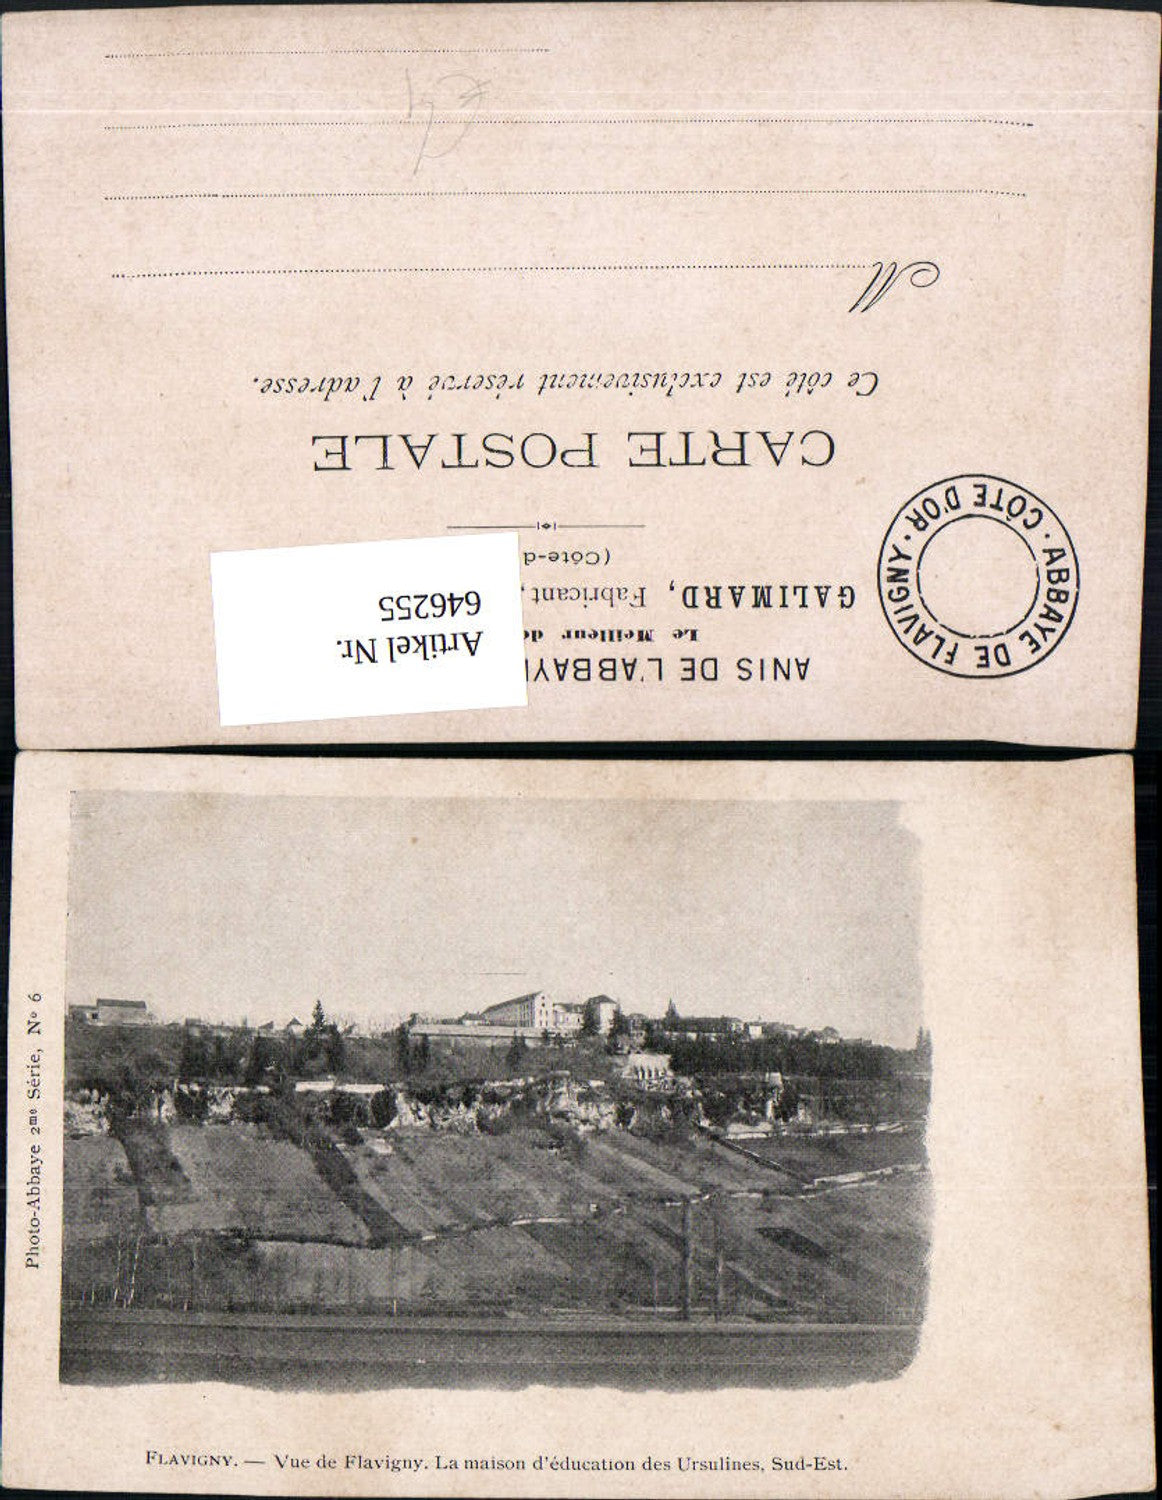 ANIS DE L'ABBAY
Le Meilleur de
GALIMARD, Fabricant,
(Côte-d
CARTE POSTALE
Ce côté est exclusivement réservé à l'adresse.
M
ABBAYE DE FLAVIGNY · CÔTE D'OR ·
Artikel Nr.
646255
Photo-Abbaye 2me Série, No 6
FLAVIGNY. — Vue de Flavigny. La maison d'éducation des Ursulines, Sud-Est.